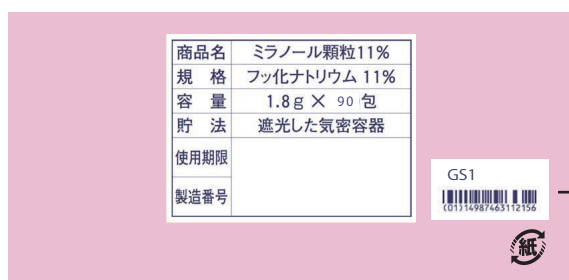 商品名 ミラノール顆粒11%
規 格 フッ化ナトリウム 11%
容 量 1.8g × 90 包
貯 法 遮光した気密容器
使用期限
製造番号
GS1
(01)14987463112156
紙